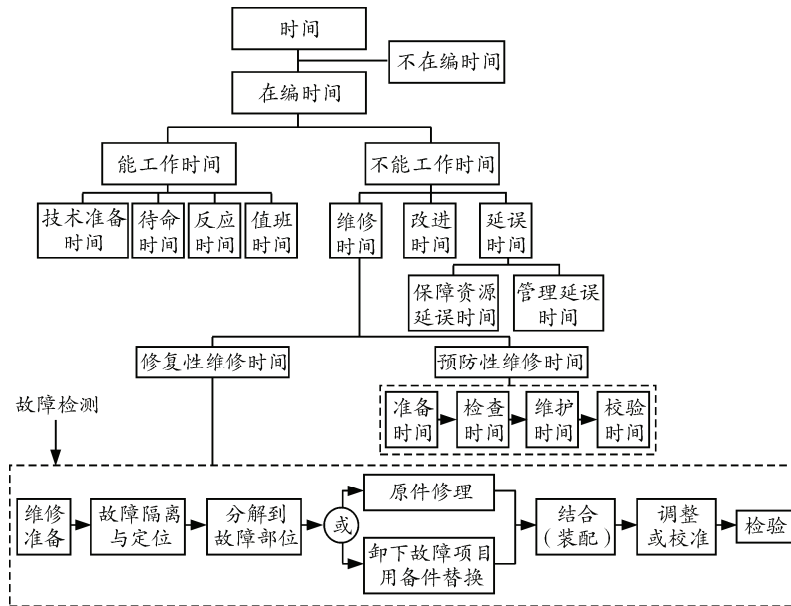 时间
不在编时间
在编时间
能工作时间
不能工作时间
技术准备
时间
待命
时间
反应
时间
值班
时间
维修
时间
改进
时间
延误
时间
保障资源
延误时间
管理延误
时间
修复性维修时间
预防性维修时间
准备
时间
检查
时间
维护
时间
校验
时间
故障检测
维修
准备
故障隔离
与定位
分解到
故障部位
或
原件修理
卸下故障项目
用备件替换
结合
(装配)
调整
或校准
检验